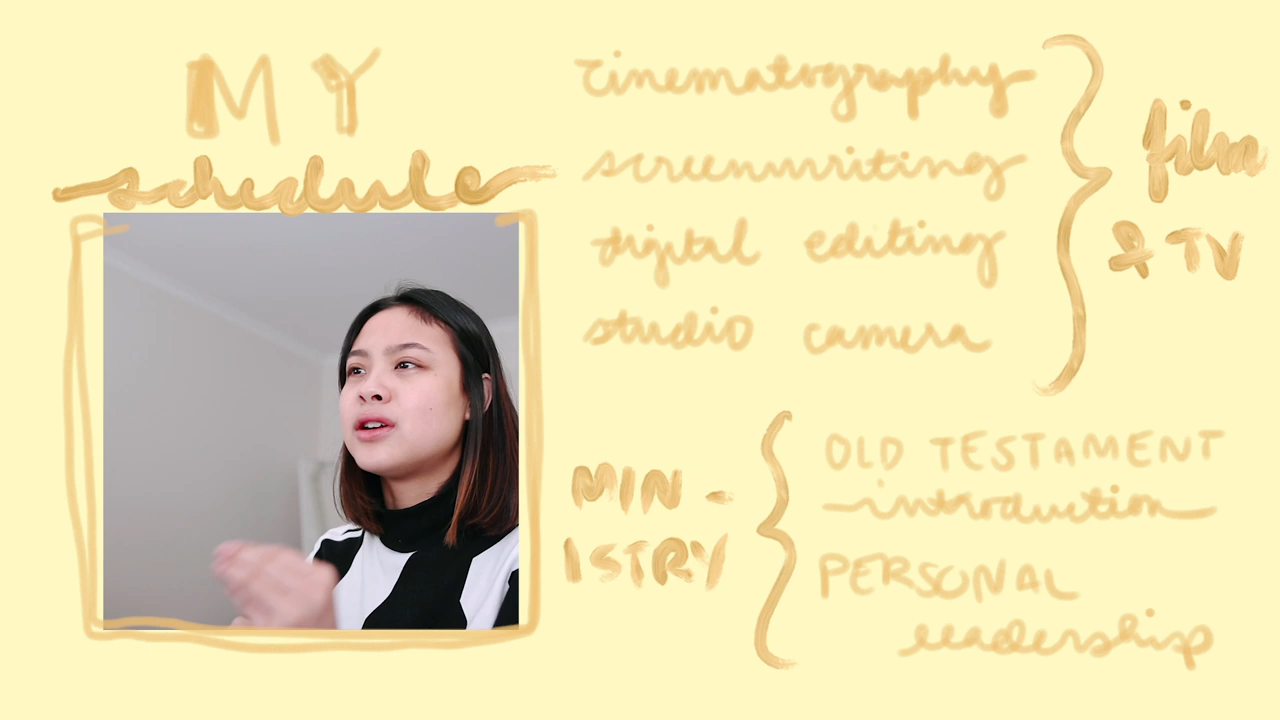 MY
schedule
cinematography
screenwriting
digital editing
studio camera
film
& TV
MIN-
ISTRY
OLD TESTAMENT
introduction
PERSONAL
leadership